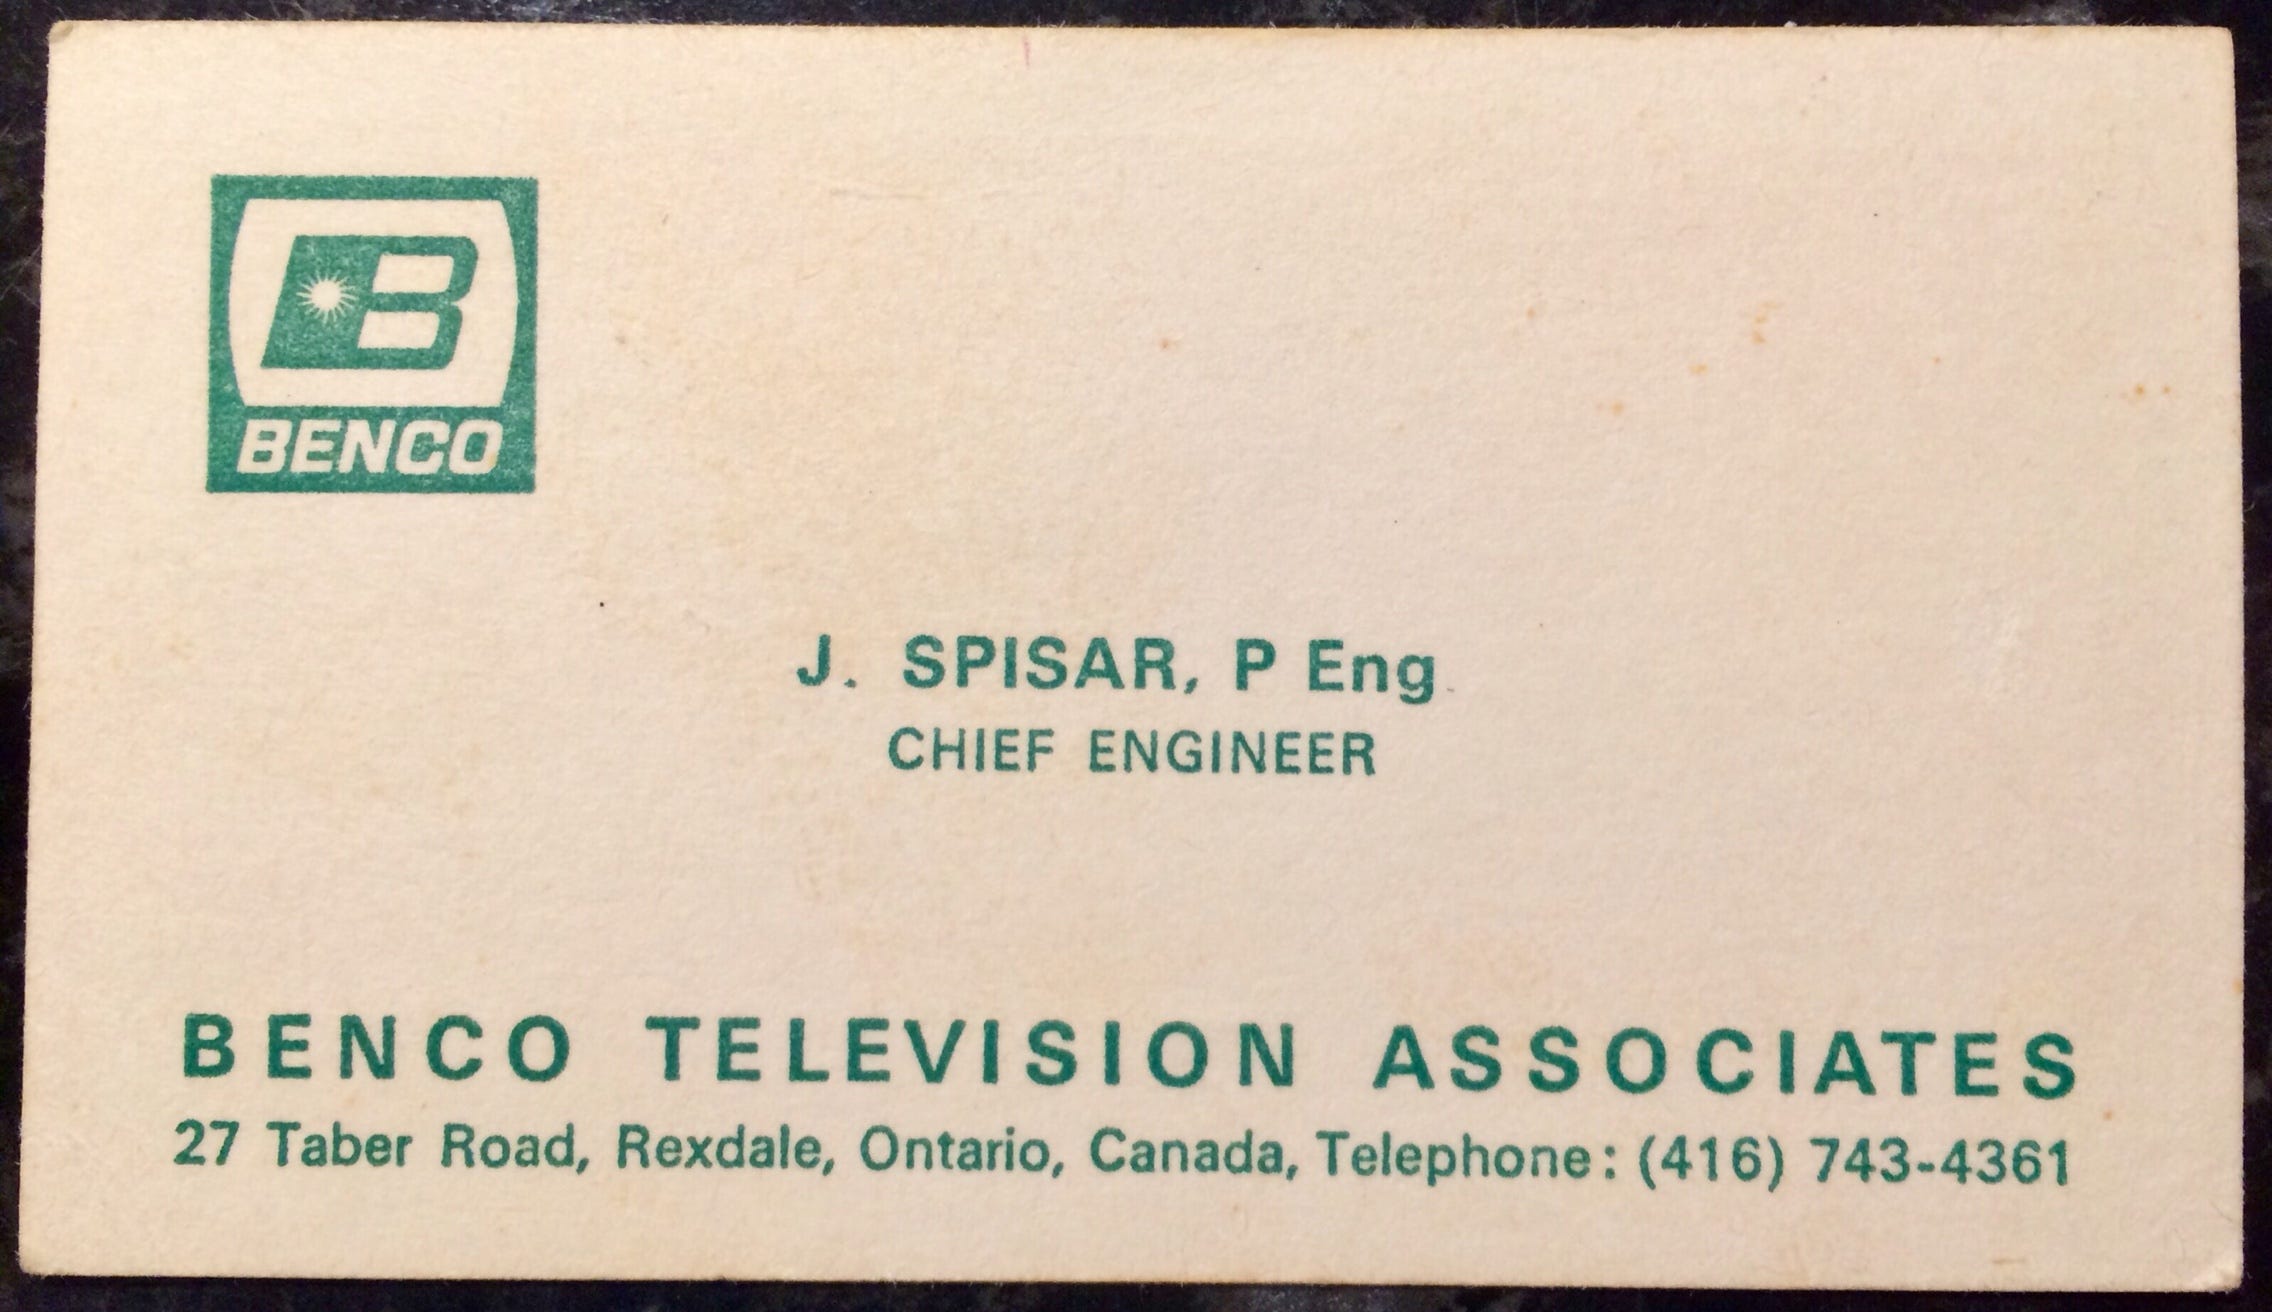 B
BENCO
J. SPISAR, P Eng.
CHIEF ENGINEER
BENCO TELEVISION ASSOCIATES
27 Taber Road, Rexdale, Ontario, Canada, Telephone: (416) 743-4361